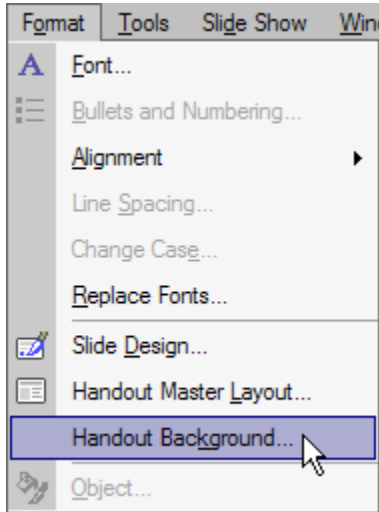 Format Tools Slide Show
Font...
Bullets and Numbering...
Alignment
Line Spacing...
Change Case...
Replace Fonts...
Slide Design...
Handout Master Layout...
Handout Background...
Object...